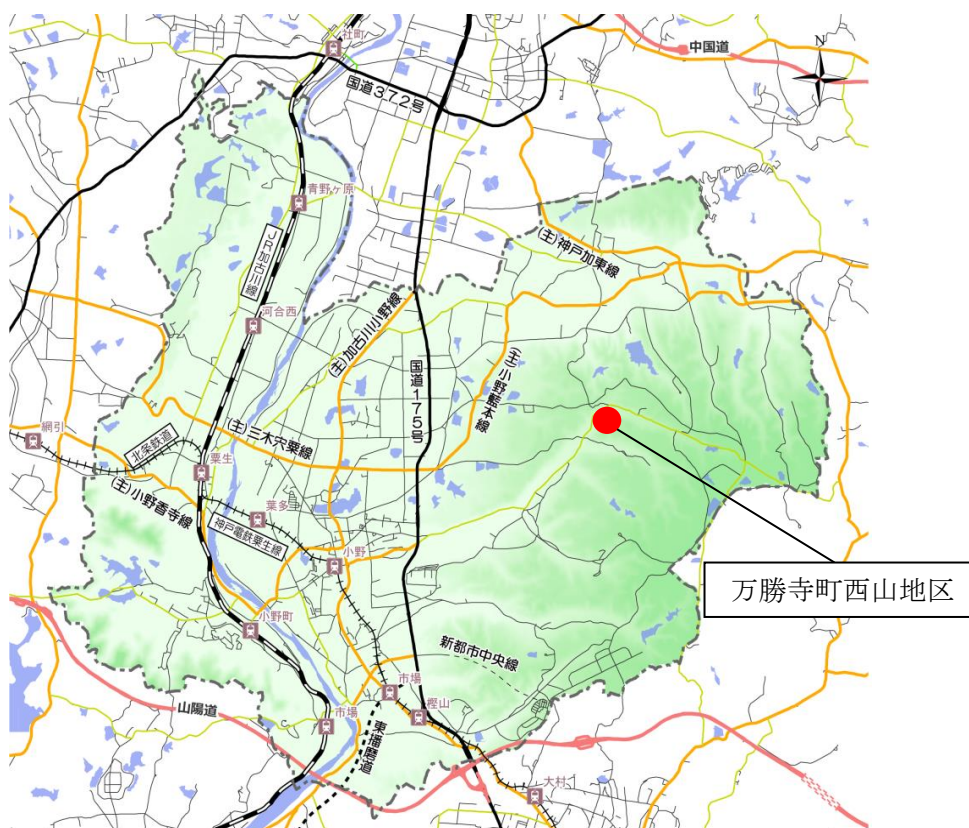 社町
中国道
N
国道372号
青野ヶ原
(主)神戸加東線
JR加古川線
河合西
(主)加古川小野線
国道175号
(主)小野藍本線
網引
北条鉄道
(主)三木宍粟線
粟生
(主)小野香寺線
葉多
神戸電鉄粟生線
小野
万勝寺町西山地区
小野町
新都市中央線
市場
山陽道
市場
樫山
東播磨道
大村